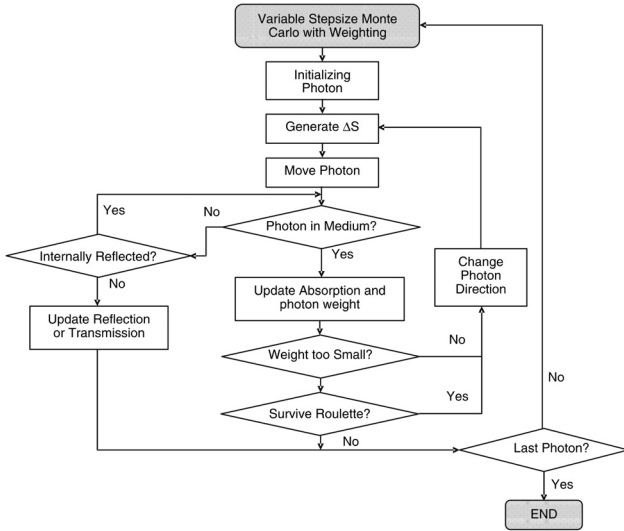 Variable Stepsize Monte
Carlo with Weighting
Initializing
Photon
Generate ΔS
Move Photon
Yes
No
Photon in Medium?
Internally Reflected?
Yes
No
Change
Photon
Direction
Update Absorption and
photon weight
Update Reflection
or Transmission
No
Weight too Small?
No
Yes
Survive Roulette?
No
Last Photon?
Yes
END